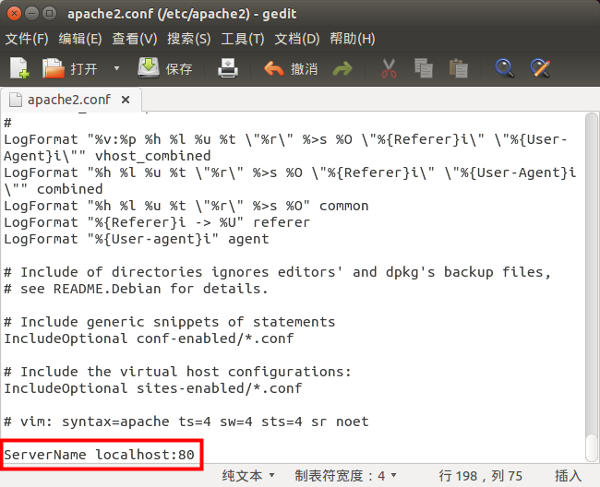 apache2.conf (/etc/apache2) - gedit
文件(F) 编辑(E) 查看(V) 搜索(S) 工具(T) 文档(D) 帮助(H)
打开 保存 撤消
apache2.conf ×
#
LogFormat "%v:%p %h %l %u %t \"%r\" %>s %O \"%{Referer}i\" \"%{User-
Agent}i\"" vhost_combined
LogFormat "%h %l %u %t \"%r\" %>s %O \"%{Referer}i\" \"%{User-Agent}i
\"" combined
LogFormat "%h %l %u %t \"%r\" %>s %O" common
LogFormat "%{Referer}i -> %U" referer
LogFormat "%{User-agent}i" agent
# Include of directories ignores editors' and dpkg's backup files,
# see README.Debian for details.
# Include generic snippets of statements
IncludeOptional conf-enabled/*.conf
# Include the virtual host configurations:
IncludeOptional sites-enabled/*.conf
# vim: syntax=apache ts=4 sw=4 sts=4 sr noet
ServerName localhost:80
纯文本 制表符宽度：4 行 198，列 75 插入